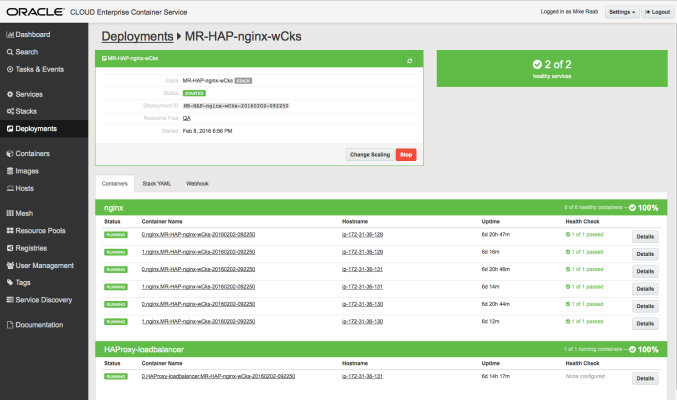 ORACLE® CLOUD Enterprise Container Service
Logged in as Mike Raab
Settings
Logout
Dashboard
Search
Tasks & Events
Services
Stacks
Deployments
Containers
Images
Hosts
Mesh
Resource Pools
Registries
User Management
Tags
Service Discovery
Documentation
Deployments MR-HAP-nginx-wCks
MR-HAP-nginx-wCks
Stack MR-HAP-nginx-wCks STACK
Status STARTED
Deployment ID MR-HAP-nginx-wCks-20160202-092250
Resource Pool QA
Started Feb 8, 2016 6:56 PM
Change Scaling Stop
2 of 2
healthy services
Containers Stack YAML Webhook
nginx 6 of 6 healthy containers — 100%
Status Container Name Hostname Uptime Health Check
RUNNING 0.nginx.MR-HAP-nginx-wCks-20160202-092250 ip-172-31-36-129 6d 20h 47m 1 of 1 passed Details
RUNNING 1.nginx.MR-HAP-nginx-wCks-20160202-092250 ip-172-31-36-129 6d 16m 1 of 1 passed Details
RUNNING 0.nginx.MR-HAP-nginx-wCks-20160202-092250 ip-172-31-36-131 6d 20h 46m 1 of 1 passed Details
RUNNING 1.nginx.MR-HAP-nginx-wCks-20160202-092250 ip-172-31-36-131 6d 14m 1 of 1 passed Details
RUNNING 0.nginx.MR-HAP-nginx-wCks-20160202-092250 ip-172-31-36-130 6d 20h 44m 1 of 1 passed Details
RUNNING 1.nginx.MR-HAP-nginx-wCks-20160202-092250 ip-172-31-36-130 6d 12m 1 of 1 passed Details
HAProxy-loadbalancer 1 of 1 running containers — 100%
Status Container Name Hostname Uptime Health Check
RUNNING 0.HAProxy-loadbalancer.MR-HAP-nginx-wCks-20160202-092250 ip-172-31-36-131 6d 14h 17m None configured Details